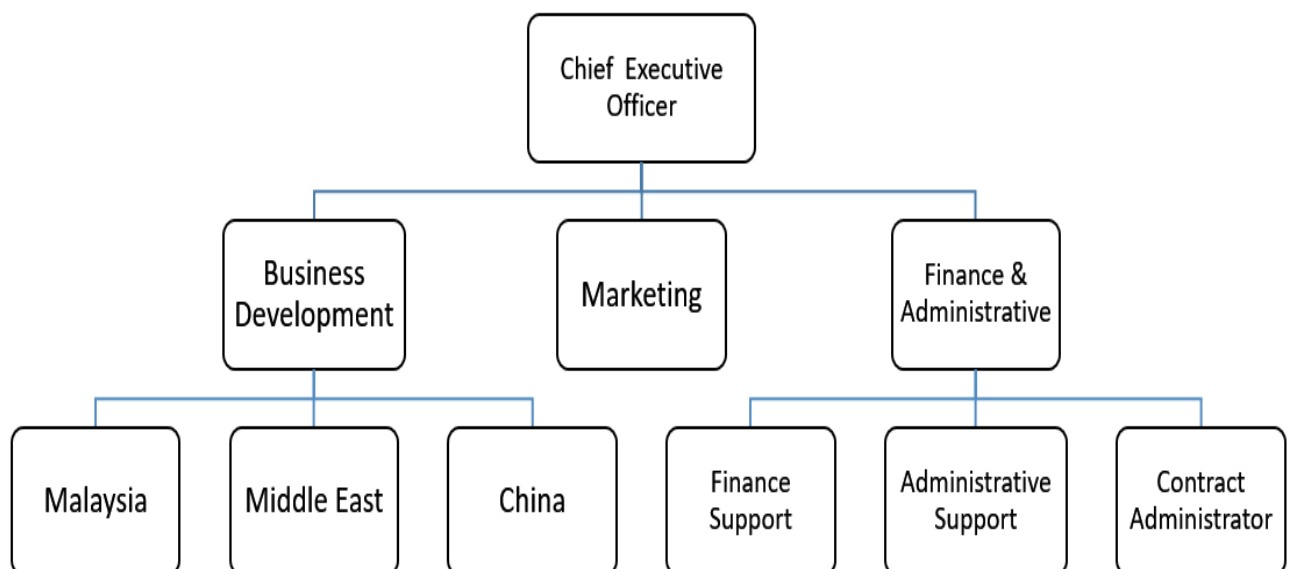 Chief Executive
Officer
Business
Development
Marketing
Finance &
Administrative
Malaysia
Middle East
China
Finance
Support
Administrative
Support
Contract
Administrator